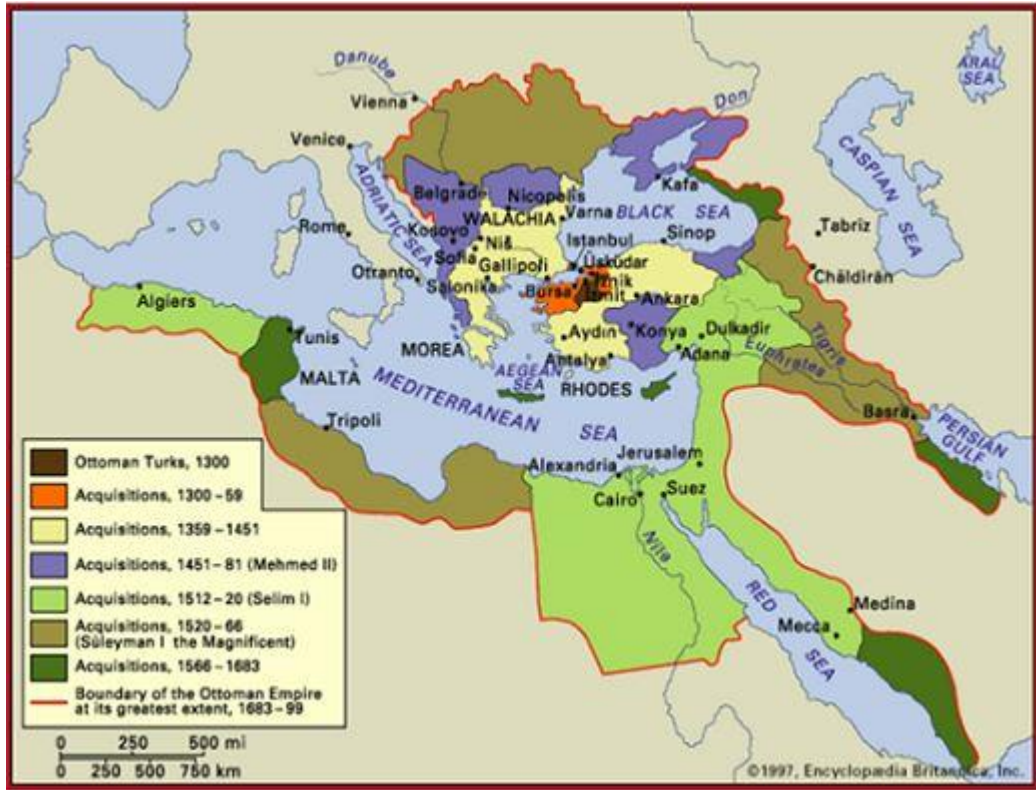 ARAL
SEA
Danube
Vienna
Don
Venice
CASPIAN
SEA
ADRIATIC SEA
Belgrade
Nicopolis
Kafa
WALACHIA
Varna
BLACK SEA
Rome
Kosovo
Niš
Sofia
Istanbul
Sinop
Tabriz
Otranto
Gallipoli
Üsküdar
Chāldirān
Salonika
Bursa
İznik
İzmit
Ankara
Algiers
Tunis
Aydın
Konya
Dulkadir
Tigris
MOREA
Antalya
Adana
Euphrates
MALTA
AEGEAN
SEA
RHODES
MEDITERRANEAN
SEA
Basra
PERSIAN
GULF
Tripoli
Jerusalem
Alexandria
Cairo
Suez
Nile
RED
SEA
Medina
Mecca
Ottoman Turks, 1300
Acquisitions, 1300–59
Acquisitions, 1359–1451
Acquisitions, 1451–81 (Mehmed II)
Acquisitions, 1512–20 (Selim I)
Acquisitions, 1520–66
(Süleyman I the Magnificent)
Acquisitions, 1566–1683
Boundary of the Ottoman Empire
at its greatest extent, 1683–99
0 250 500 mi
0 250 500 750 km
©1997, Encyclopædia Britannica, Inc.